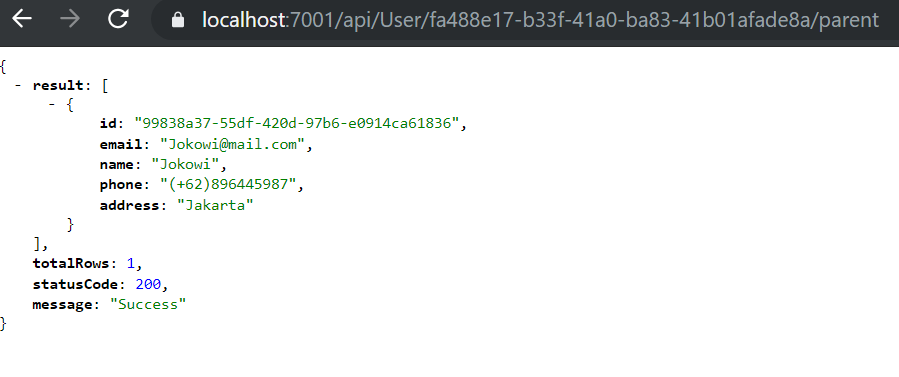 localhost:7001/api/User/fa488e17-b33f-41a0-ba83-41b01afade8a/parent
{
- result: [
- {
id: "99838a37-55df-420d-97b6-e0914ca61836",
email: "Jokowi@mail.com",
name: "Jokowi",
phone: "(+62)896445987",
address: "Jakarta"
}
],
totalRows: 1,
statusCode: 200,
message: "Success"
}